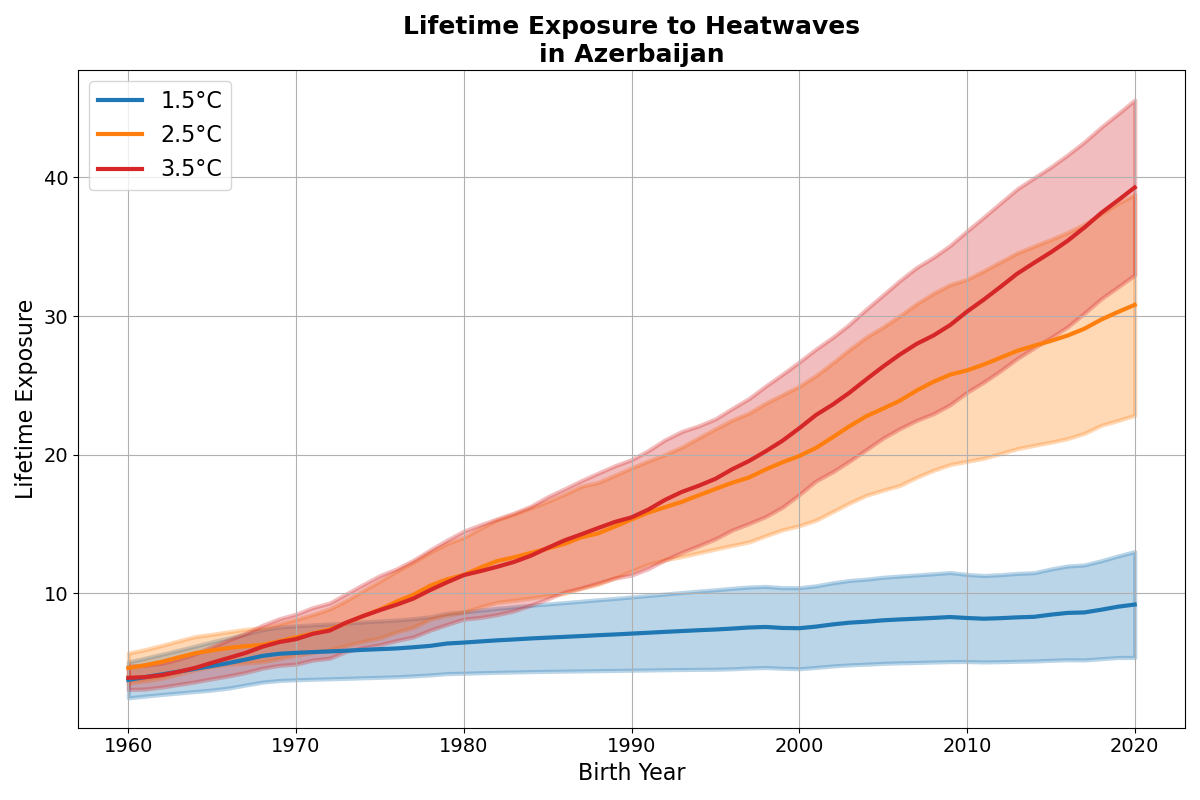 Lifetime Exposure to Heatwaves
in Azerbaijan
1.5°C
2.5°C
3.5°C
Lifetime Exposure
40
30
20
10
1960 1970 1980 1990 2000 2010 2020
Birth Year